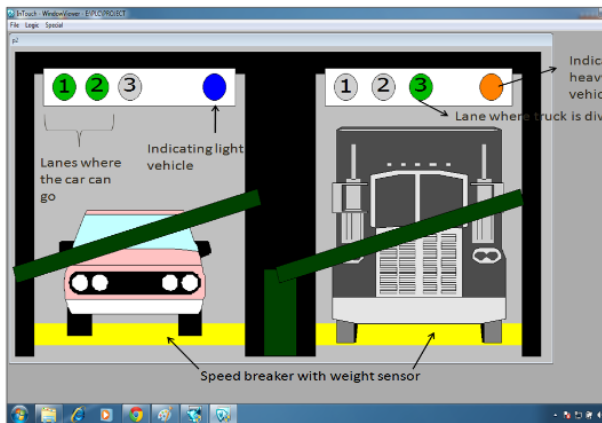 InTouch - WindowViewer - E:\PLC\PROJECT
File Logic Special
p2
1 2 3
1 2 3
Lanes where
the car can
go
Indicating light
vehicle
Indica
heav
vehic
Lane where truck is div
Speed breaker with weight sensor